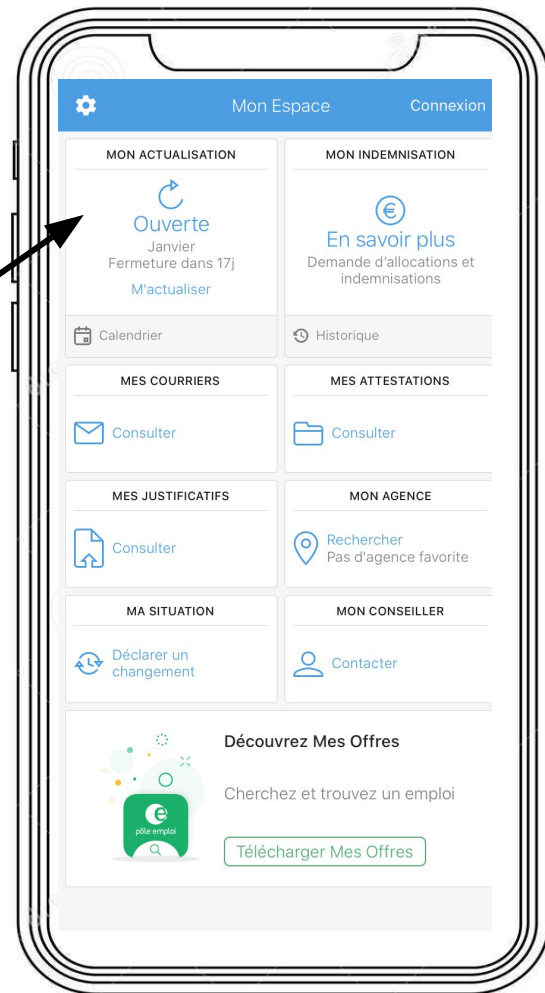 Mon Espace
Connexion
MON ACTUALISATION
Ouverte
Janvier
Fermeture dans 17j
M'actualiser
Calendrier
MON INDEMNISATION
En savoir plus
Demande d'allocations et
indemnisations
Historique
MES COURRIERS
Consulter
MES ATTESTATIONS
Consulter
MES JUSTIFICATIFS
Consulter
MON AGENCE
Rechercher
Pas d'agence favorite
MA SITUATION
Déclarer un
changement
MON CONSEILLER
Contacter
pôle emploi
Découvrez Mes Offres
Cherchez et trouvez un emploi
Télécharger Mes Offres